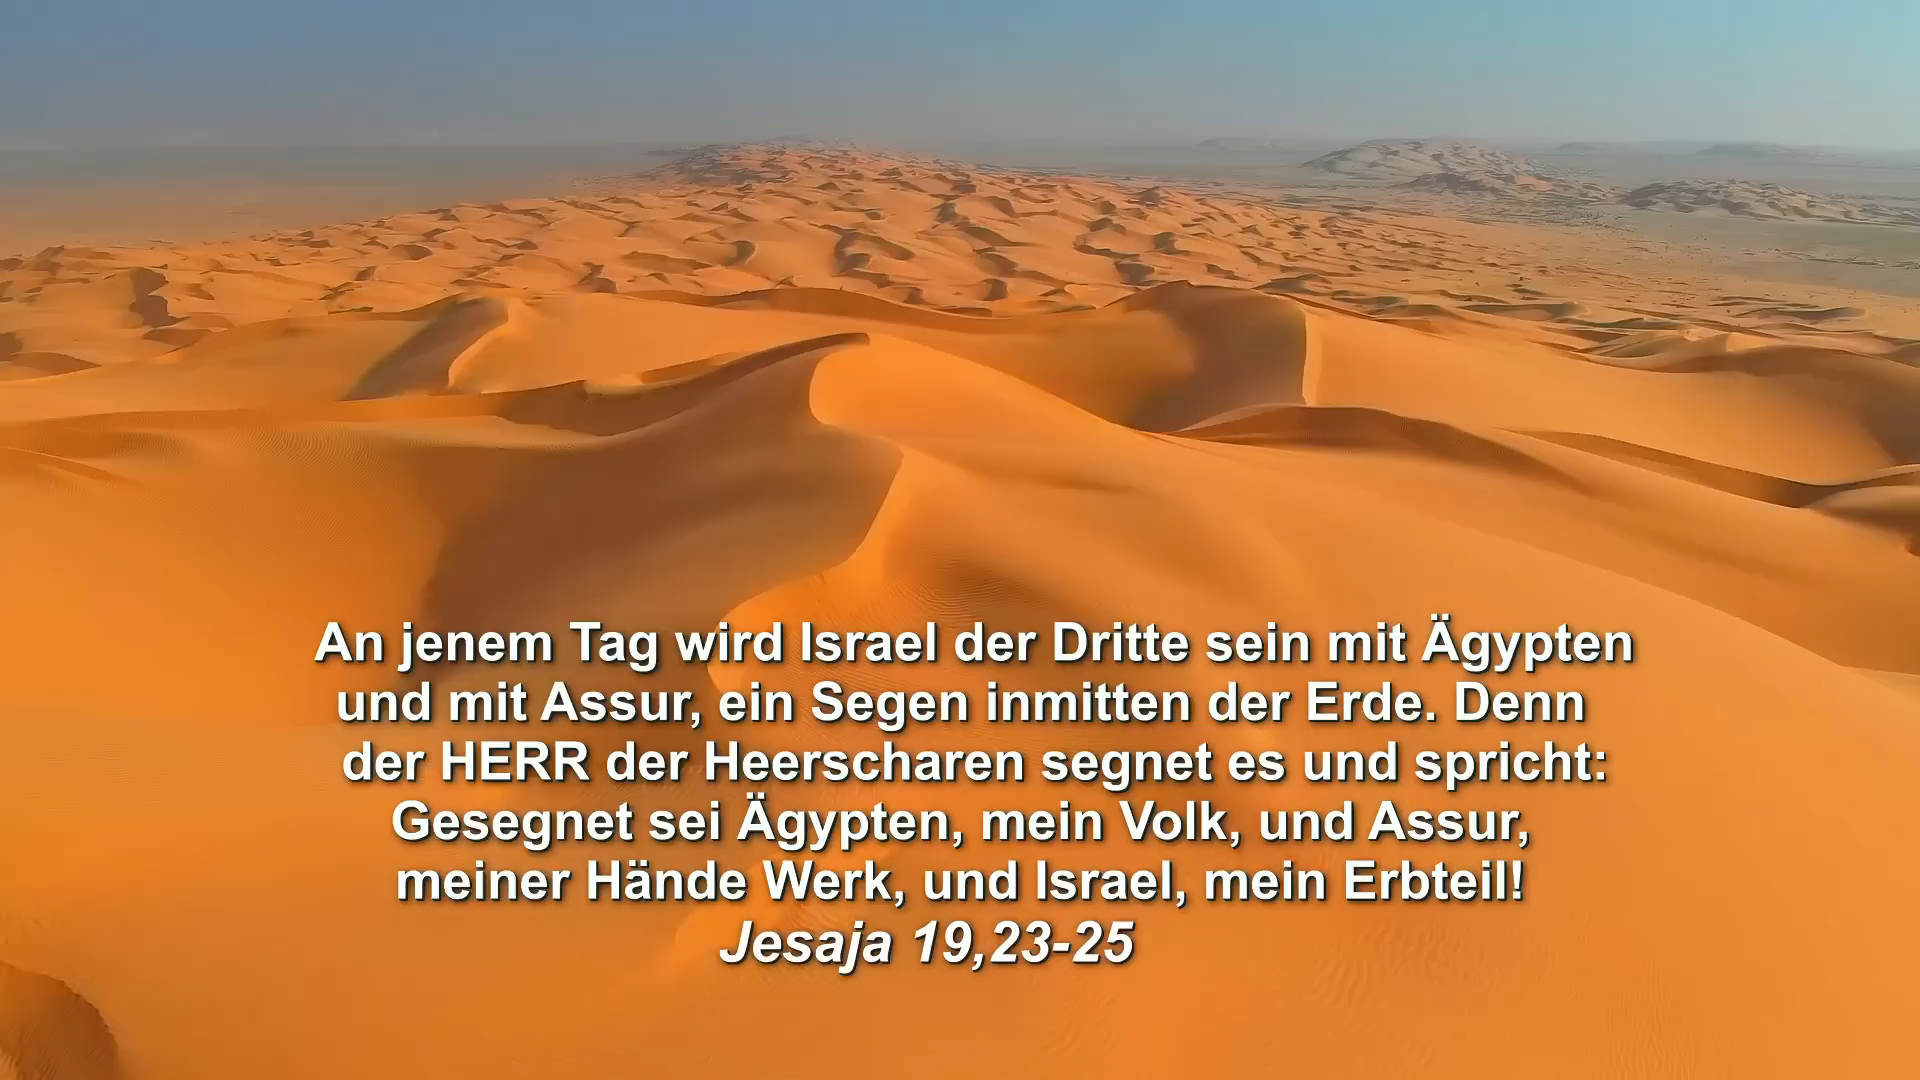 An jenem Tag wird Israel der Dritte sein mit Ägypten
und mit Assur, ein Segen inmitten der Erde. Denn
der HERR der Heerscharen segnet es und spricht:
Gesegnet sei Ägypten, mein Volk, und Assur,
meiner Hände Werk, und Israel, mein Erbteil!
Jesaja 19,23-25